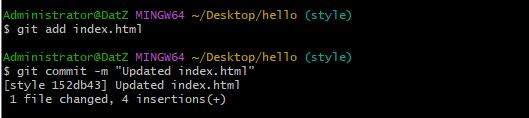 Administrator@DatZ MINGW64 ~/Desktop/hello (style)
$ git add index.html
Administrator@DatZ MINGW64 ~/Desktop/hello (style)
$ git commit -m "Updated index.html"
[style 152db43] Updated index.html
1 file changed, 4 insertions(+)